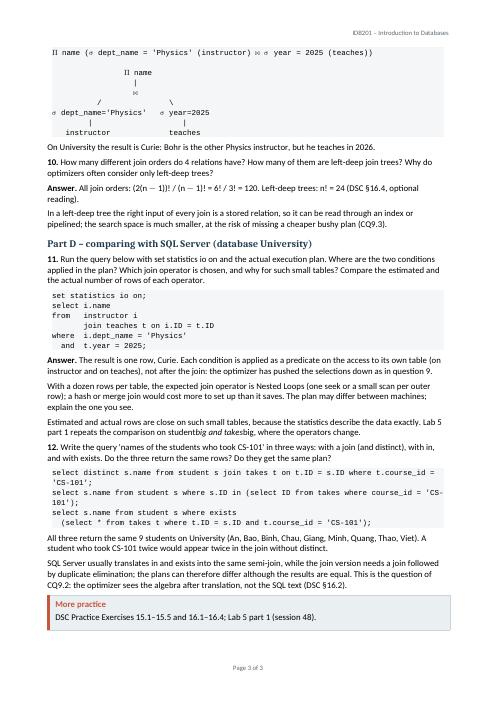 ID8201 – Introduction to Databases
Π name (σ dept_name = 'Physics' (instructor) ⋈ σ year = 2025 (teaches))
Π name
|
⋈
/ \
σ dept_name='Physics' σ year=2025
| |
instructor teaches
On University the result is Curie: Bohr is the other Physics instructor, but he teaches in 2026.
10. How many different join orders do 4 relations have? How many of them are left-deep join trees? Why do
optimizers often consider only left-deep trees?
Answer. All join orders: (2(n − 1))! / (n − 1)! = 6! / 3! = 120. Left-deep trees: n! = 24 (DSC §16.4, optional
reading).
In a left-deep tree the right input of every join is a stored relation, so it can be read through an index or
pipelined; the search space is much smaller, at the risk of missing a cheaper bushy plan (CQ9.3).
Part D – comparing with SQL Server (database University)
11. Run the query below with set statistics io on and the actual execution plan. Where are the two conditions
applied in the plan? Which join operator is chosen, and why for such small tables? Compare the estimated and
the actual number of rows of each operator.
set statistics io on;
select i.name
from instructor i
join teaches t on i.ID = t.ID
where i.dept_name = 'Physics'
and t.year = 2025;
Answer. The result is one row, Curie. Each condition is applied as a predicate on the access to its own table (on
instructor and on teaches), not after the join: the optimizer has pushed the selections down as in question 9.
With a dozen rows per table, the expected join operator is Nested Loops (one seek or a small scan per outer
row); a hash or merge join would cost more to set up than it saves. The plan may differ between machines;
explain the one you see.
Estimated and actual rows are close on such small tables, because the statistics describe the data exactly. Lab 5
part 1 repeats the comparison on studentbig and takesbig, where the operators change.
12. Write the query 'names of the students who took CS-101' in three ways: with a join (and distinct), with in,
and with exists. Do the three return the same rows? Do they get the same plan?
select distinct s.name from student s join takes t on t.ID = s.ID where t.course_id =
'CS-101';
select s.name from student s where s.ID in (select ID from takes where course_id = 'CS-
101');
select s.name from student s where exists
(select * from takes t where t.ID = s.ID and t.course_id = 'CS-101');
All three return the same 9 students on University (An, Bao, Binh, Chau, Giang, Minh, Quang, Thao, Viet). A
student who took CS-101 twice would appear twice in the join without distinct.
SQL Server usually translates in and exists into the same semi-join, while the join version needs a join followed
by duplicate elimination; the plans can therefore differ although the results are equal. This is the question of
CQ9.2: the optimizer sees the algebra after translation, not the SQL text (DSC §16.2).
More practice
DSC Practice Exercises 15.1–15.5 and 16.1–16.4; Lab 5 part 1 (session 48).
Page 3 of 3